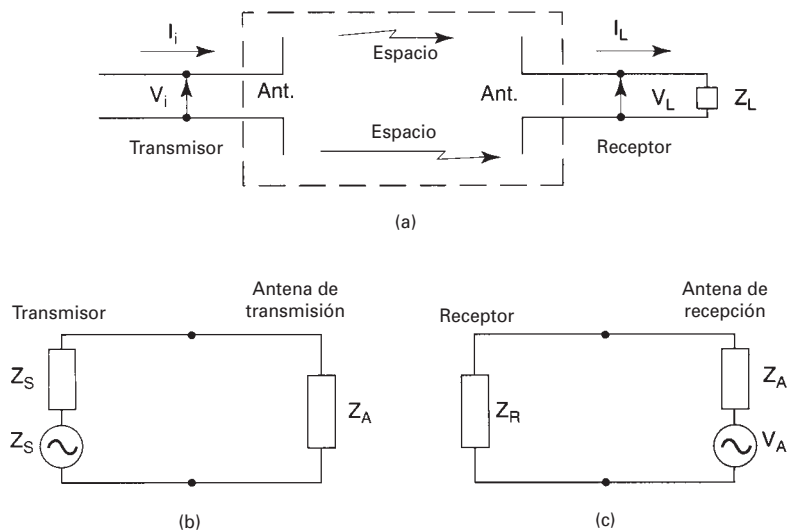 I_i
I_L
Espacio
V_i
Ant.
Ant.
V_L
Z_L
Espacio
Transmisor
Receptor
(a)
Transmisor
Antena de
transmisión
Z_S
Z_S
Z_A
(b)
Receptor
Antena de
recepción
Z_R
Z_A
V_A
(c)